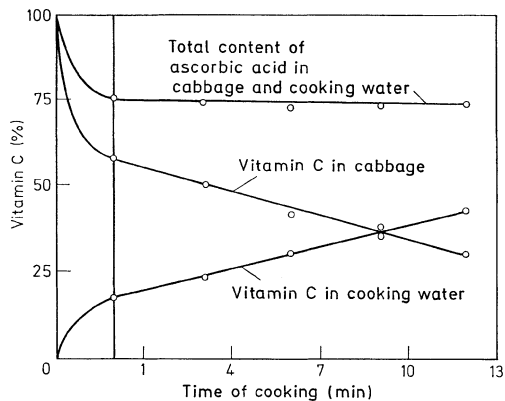 100
Total content of
ascorbic acid in
cabbage and cooking water
75
Vitamin C (%)
Vitamin C in cabbage
50
25
Vitamin C in cooking water
0
0 1 4 7 10 13
Time of cooking (min)